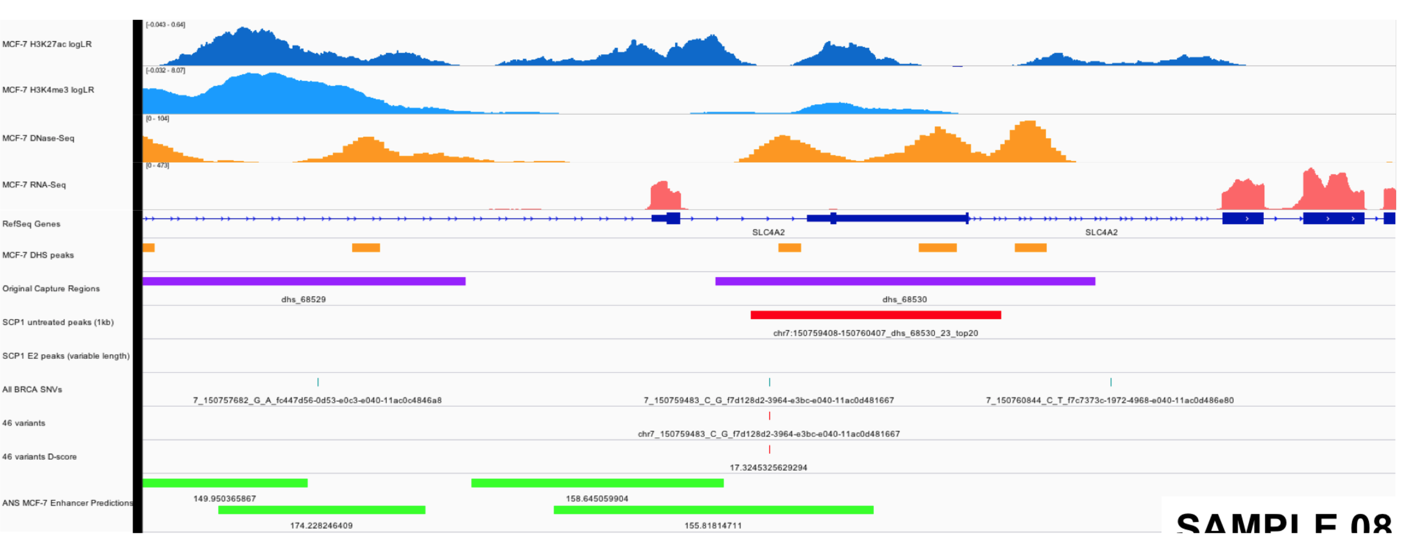 [-0.043 - 0.64]
MCF-7 H3K27ac logLR
[-0.032 - 8.07]
MCF-7 H3K4me3 logLR
[0 - 104]
MCF-7 DNase-Seq
[0 - 473]
MCF-7 RNA-Seq
RefSeq Genes
SLC4A2 SLC4A2
MCF-7 DHS peaks
Original Capture Regions
dhs_68529 dhs_68530
SCP1 untreated peaks (1kb)
chr7:150759408-150760407_dhs_68530_23_top20
SCP1 E2 peaks (variable length)
All BRCA SNVs
7_150757682_G_A_fc447d56-0d53-e0c3-e040-11ac0c4846a8 7_150759483_C_G_f7d128d2-3964-e3bc-e040-11ac0d481667 7_150760844_C_T_f7c7373c-1972-4968-e040-11ac0d486e80
46 variants
chr7_150759483_C_G_f7d128d2-3964-e3bc-e040-11ac0d481667
46 variants D-score
17.3245325629294
149.950365867 158.645059904
ANS MCF-7 Enhancer Predictions
174.228246409 155.81814711
SAMPLE 08